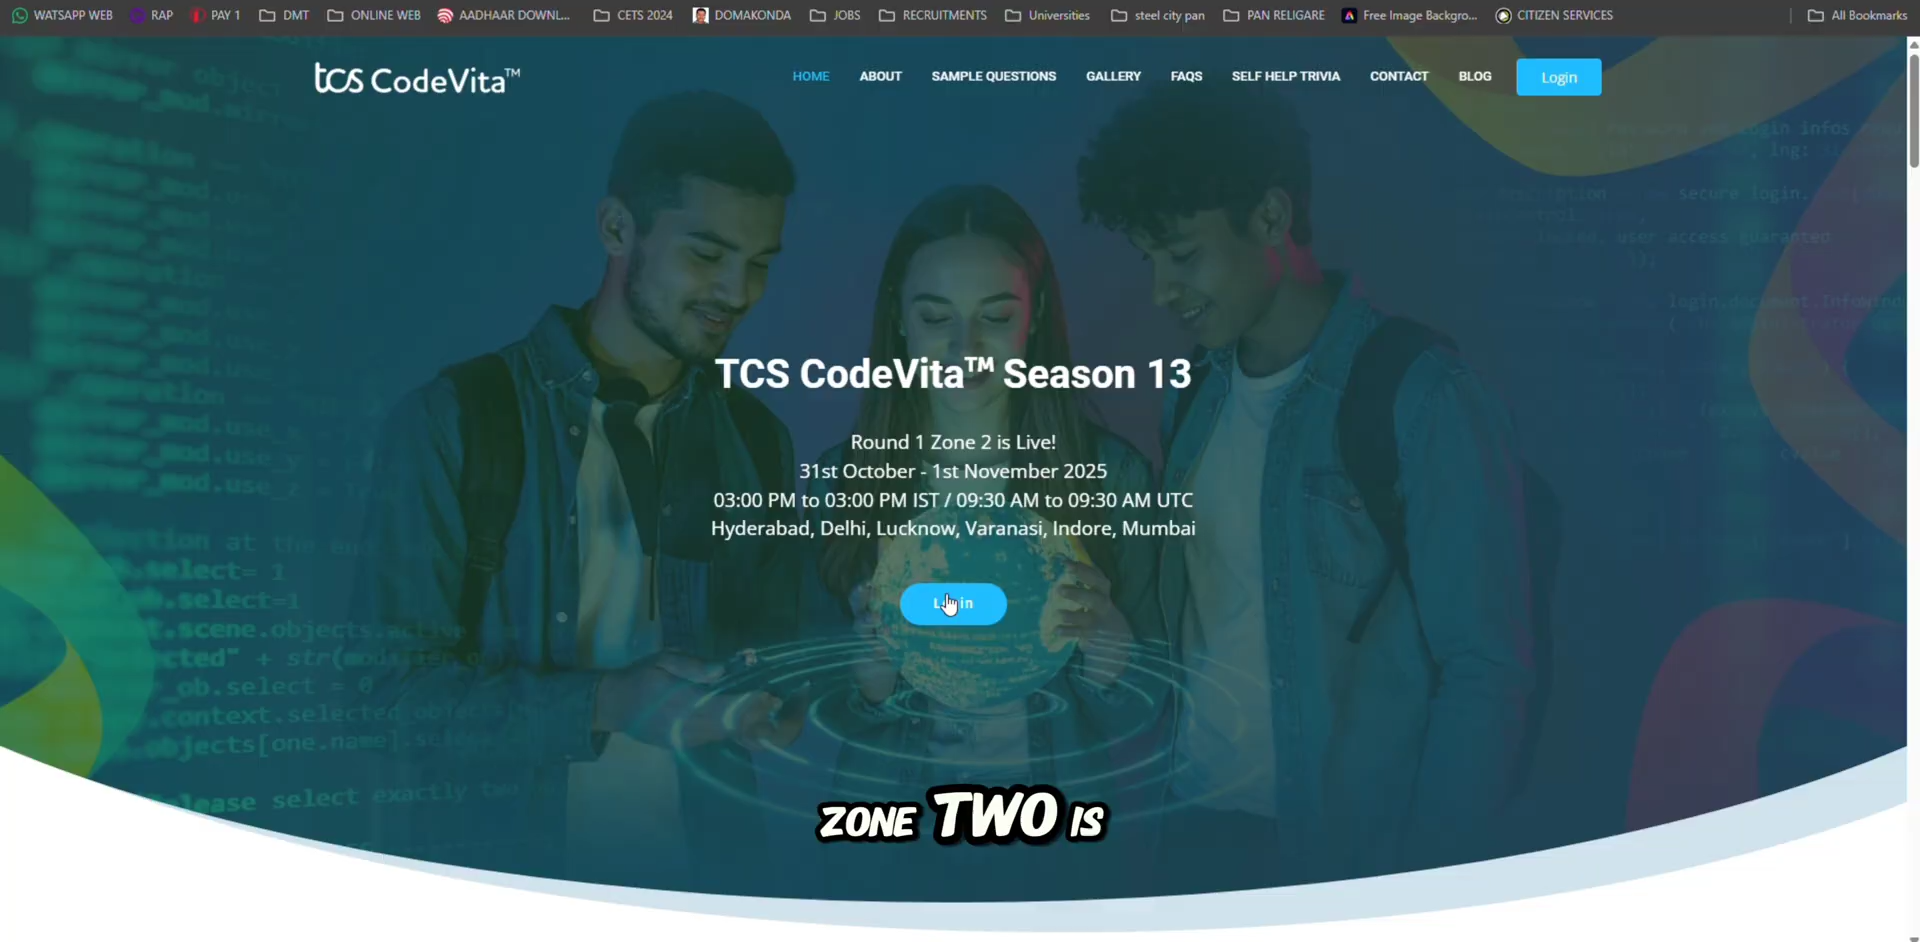 WATSAPP WEB RAP PAY 1 DMT ONLINE WEB AADHAAR DOWNL... CETS 2024 DOMAKONDA JOBS RECRUITMENTS Universities steel city pan PAN RELIGARE Free Image Backgro... CITIZEN SERVICES All Bookmarks
tcs CodeVita™ HOME ABOUT SAMPLE QUESTIONS GALLERY FAQS SELF HELP TRIVIA CONTACT BLOG Login
TCS CodeVita™ Season 13
Round 1 Zone 2 is Live!
31st October - 1st November 2025
03:00 PM to 03:00 PM IST / 09:30 AM to 09:30 AM UTC
Hyderabad, Delhi, Lucknow, Varanasi, Indore, Mumbai
ZONE TWO IS